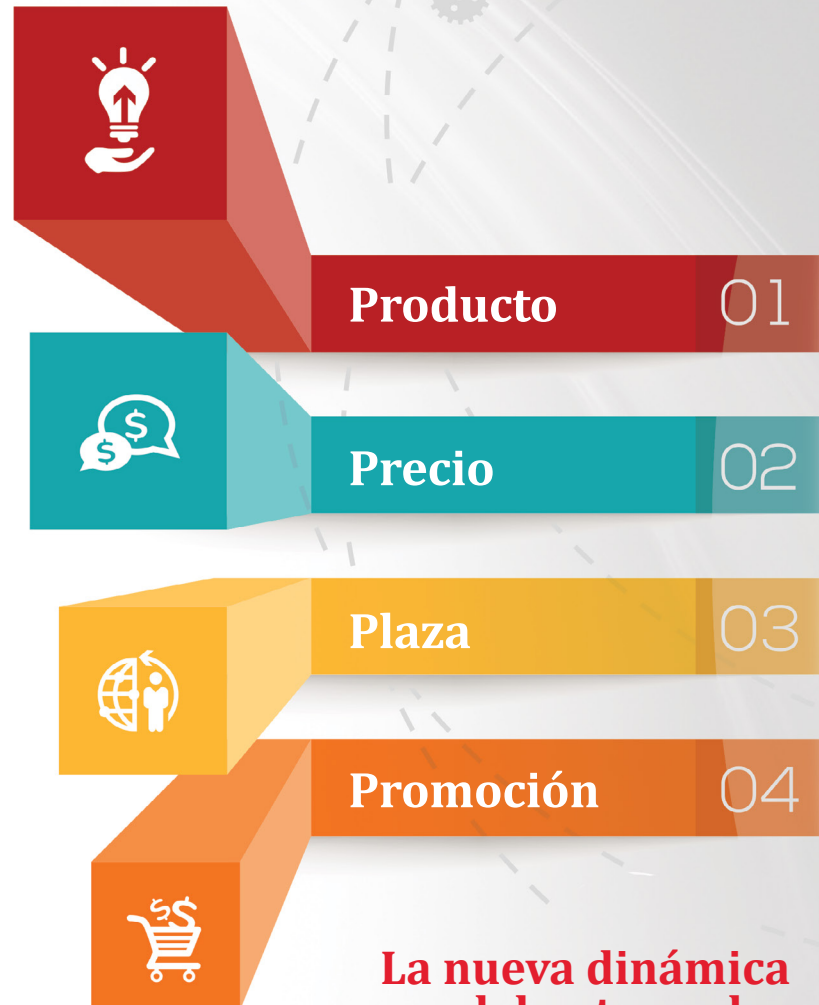 Producto 01
Precio 02
Plaza 03
Promoción 04
La nueva dinámica